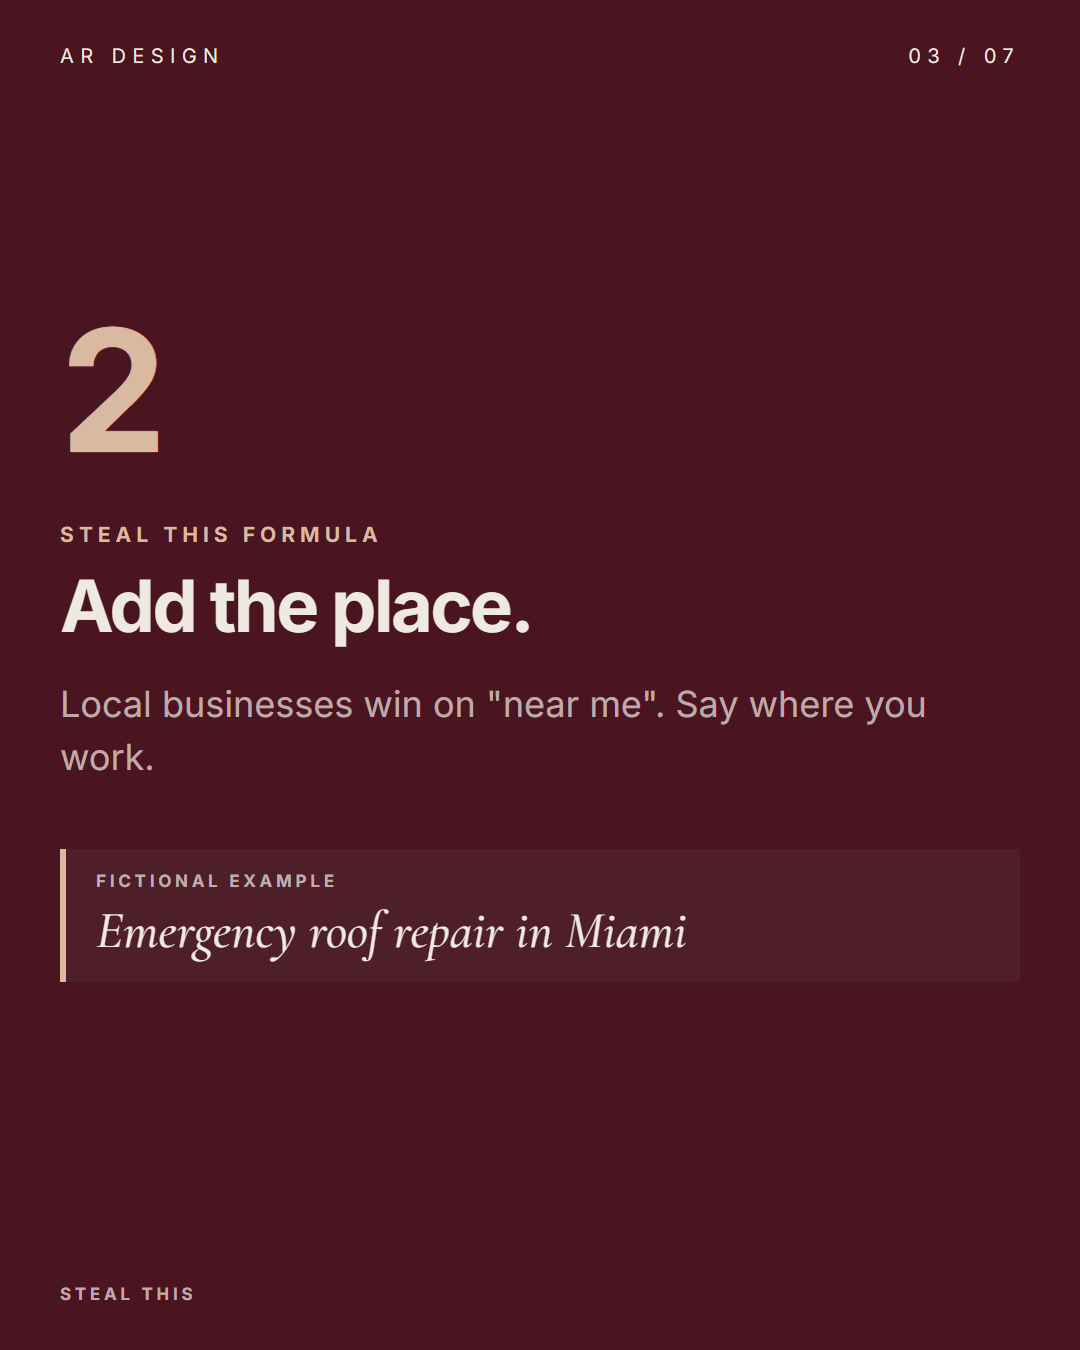 AR DESIGN
03 / 07
2
STEAL THIS FORMULA
Add the place.
Local businesses win on "near me". Say where you
work.
FICTIONAL EXAMPLE
Emergency roof repair in Miami
STEAL THIS